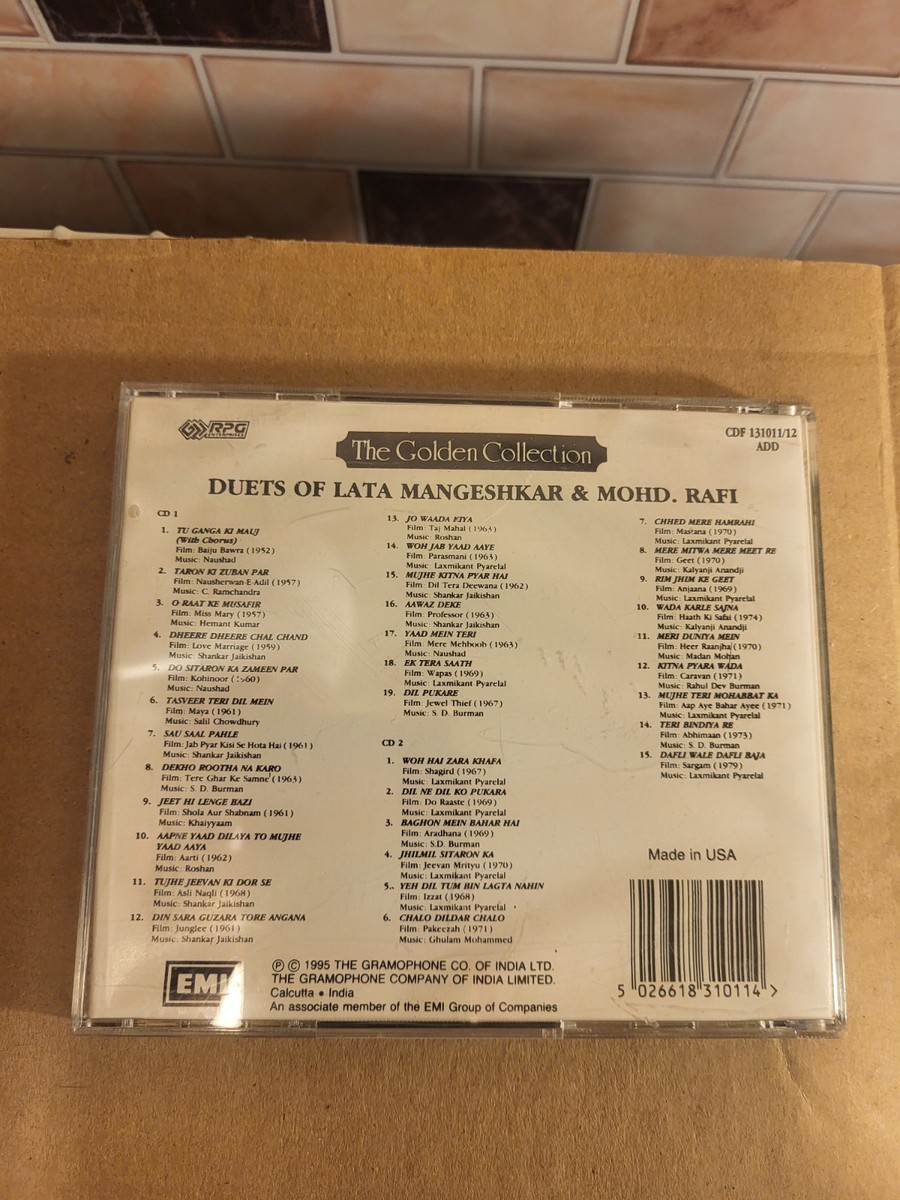 RPG
ENTERPRISES
CDF 131011/12
ADD
The Golden Collection
DUETS OF LATA MANGESHKAR & MOHD. RAFI
CD 1
1. TU GANGA KI MAUJ
(With Chorus)
Film: Baiju Bawra (1952)
Music: Naushad
2. TARON KI ZUBAN PAR
Film: Nausherwan-E-Adil (1957)
Music: C. Ramchandra
3. O RAAT KE MUSAFIR
Film: Miss Mary (1957)
Music: Hemant Kumar
4. DHEERE DHEERE CHAL CHAND
Film: Love Marriage (1959)
Music: Shankar Jaikishan
5. DO SITARON KA ZAMEEN PAR
Film: Kohinoor
Music: Naushad
6. TASVEER TERI DIL MEIN
Film: Maya (1961)
Music: Salil Chowdhury
7. SAU SAAL PAHLE
Film: Jab Pyar Kisi Se Hota Hai (1961)
Music: Shankar Jaikishan
8. DEKHO ROOTHA NA KARO
Film: Tere Ghar Ke Samne (1963)
Music: S. D. Burman
9. JEET HI LENGE BAZI
Film: Shola Aur Shabnam (1961)
Music: Khaiyyaam
10. AAPNE YAAD DILAYA TO MUJHE
YAAD AAYA
Film: Aarti (1962)
Music: Roshan
11. TUJHE JEEVAN KI DOR SE
Film: Asli Naqli (1968)
Music: Shankar Jaikishan
12. DIN SARA GUZARA TORE ANGANA
Film: Junglee (1961)
Music: Shankar Jaikishan
13. JO WAADA KIYA
Film: Taj Mahal (1963)
Music: Roshan
14. WOH JAB YAAD AAYE
Film: Parasmani (1963)
Music: Laxmikant Pyarelal
15. MUJHE KITNA PYAR HAI
Film: Dil Tera Deewana (1962)
Music: Shankar Jaikishan
16. AAWAZ DEKE
Film: Professor (1963)
Music: Shankar Jaikishan
17. YAAD MEIN TERI
Film: Mere Mehboob (1963)
Music: Naushad
18. EK TERA SAATH
Film: Wapas (1969)
Music: Laxmikant Pyarelal
19. DIL PUKARE
Film: Jewel Thief (1967)
Music: S. D. Burman
CD 2
1. WOH HAI ZARA KHAFA
Film: Shagird (1967)
Music: Laxmikant Pyarelal
2. DIL NE DIL KO PUKARA
Film: Do Raaste (1969)
Music: Laxmikant Pyarelal
3. BAGHON MEIN BAHAR HAI
Film: Aradhana (1969)
Music: S.D. Burman
4. JHILMIL SITARON KA
Film: Jeevan Mrityu (1970)
Music: Laxmikant Pyarelal
5. YEH DIL TUM BIN LAGTA NAHIN
Film: Izzat (1968)
Music: Laxmikant Pyarelal
6. CHALO DILDAR CHALO
Film: Pakeezah (1971)
Music: Ghulam Mohammed
7. CHHED MERE HAMRAHI
Film: Mastana (1970)
Music: Laxmikant Pyarelal
8. MERE MITWA MERE MEET RE
Film: Geet (1970)
Music: Kalyanji Anandji
9. RIM JHIM KE GEET
Film: Anjaana (1969)
Music: Laxmikant Pyarelal
10. WADA KARLE SAJNA
Film: Haath Ki Safai (1974)
Music: Kalyanji Anandji
11. MERI DUNIYA MEIN
Film: Heer Raanjha (1970)
Music: Madan Mohan
12. KITNA PYARA WADA
Film: Caravan (1971)
Music: Rahul Dev Burman
13. MUJHE TERI MOHABBAT KA
Film: Aap Aye Bahar Ayee (1971)
Music: Laxmikant Pyarelal
14. TERI BINDIYA RE
Film: Abhimaan (1973)
Music: S. D. Burman
15. DAFLI WALE DAFLI BAJA
Film: Sargam (1979)
Music: Laxmikant Pyarelal
Made in USA
5 026618 310114 >
EMI
℗ © 1995 THE GRAMOPHONE CO. OF INDIA LTD.
THE GRAMOPHONE COMPANY OF INDIA LIMITED.
Calcutta • India
An associate member of the EMI Group of Companies